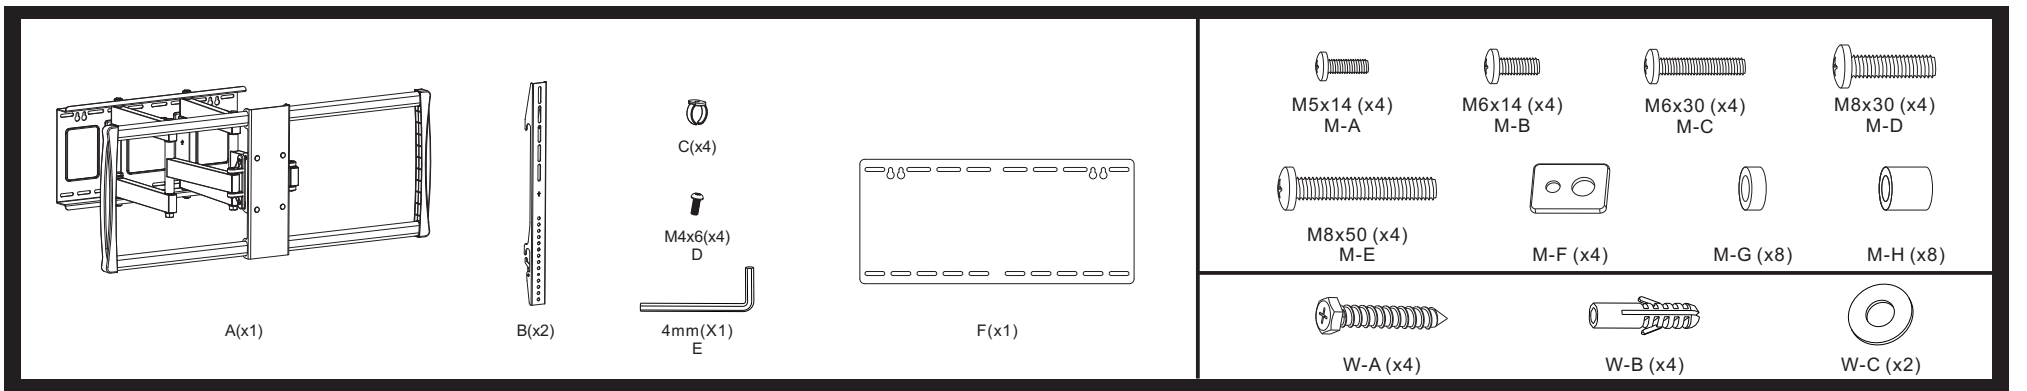 A(x1)
B(x2)
C(x4)
M4x6(x4)
D
4mm(X1)
E
F(x1)
M5x14 (x4)
M-A
M6x14 (x4)
M-B
M6x30 (x4)
M-C
M8x30 (x4)
M-D
M8x50 (x4)
M-E
M-F (x4)
M-G (x8)
M-H (x8)
W-A (x4)
W-B (x4)
W-C (x2)